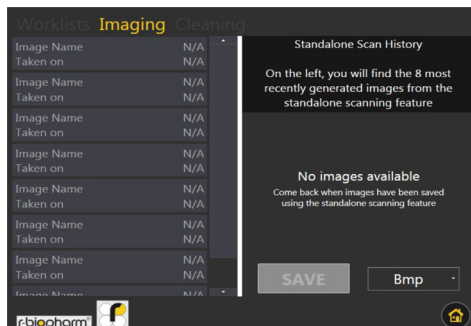 Worklists Imaging Cleaning
Image Name N/A
Taken on N/A
Image Name N/A
Taken on N/A
Image Name N/A
Taken on N/A
Image Name N/A
Taken on N/A
Image Name N/A
Taken on N/A
Image Name N/A
Taken on N/A
Image Name N/A
Taken on N/A
Image Name N/A
r-biopharm
Standalone Scan History
On the left, you will find the 8 most
recently generated images from the
standalone scanning feature
No images available
Come back when images have been saved
using the standalone scanning feature
SAVE
Bmp